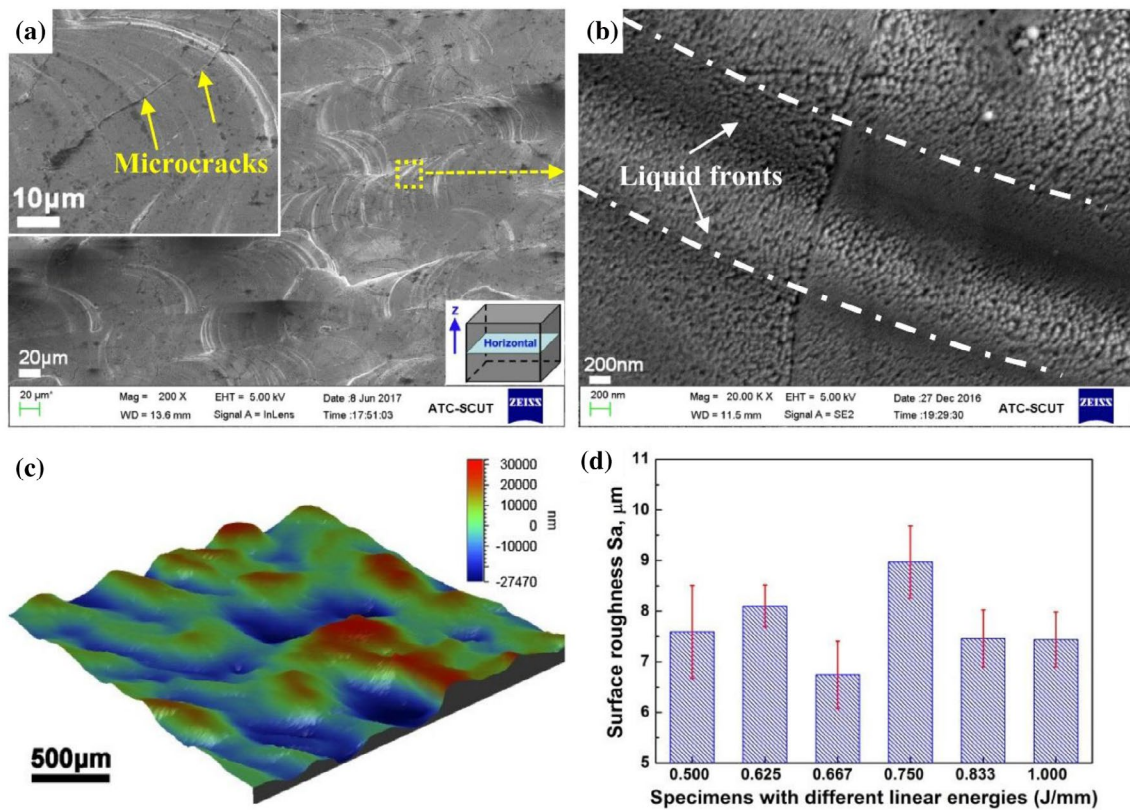 (a)
Microcracks
10μm
20μm
Z
Horizontal
20 μm*
Mag = 200 X
EHT = 5.00 kV
Date :8 Jun 2017
WD = 13.6 mm
Signal A = InLens
Time :17:51:03
ATC-SCUT
ZEISS
(b)
Liquid fronts
200nm
200 nm
Mag = 20.00 K X
EHT = 5.00 kV
Date :27 Dec 2016
WD = 11.5 mm
Signal A = SE2
Time :19:29:30
ATC-SCUT
ZEISS
(c)
30000
20000
10000
nm
0
-10000
-27470
500μm
(d)
Surface roughness Sa, μm
11
10
9
8
7
6
5
0.500 0.625 0.667 0.750 0.833 1.000
Specimens with different linear energies (J/mm)